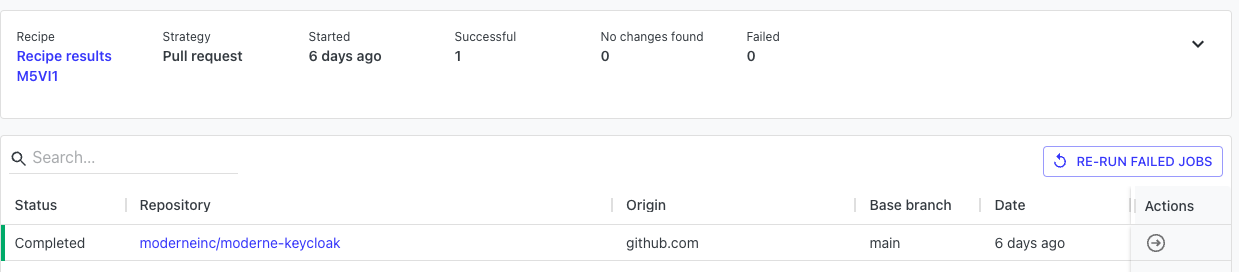 Recipe
Strategy
Started
Successful
No changes found
Failed
Recipe results
M5VI1
Pull request
6 days ago
1
0
0
Search...
RE-RUN FAILED JOBS
Status
Repository
Origin
Base branch
Date
Actions
Completed
moderneinc/moderne-keycloak
github.com
main
6 days ago